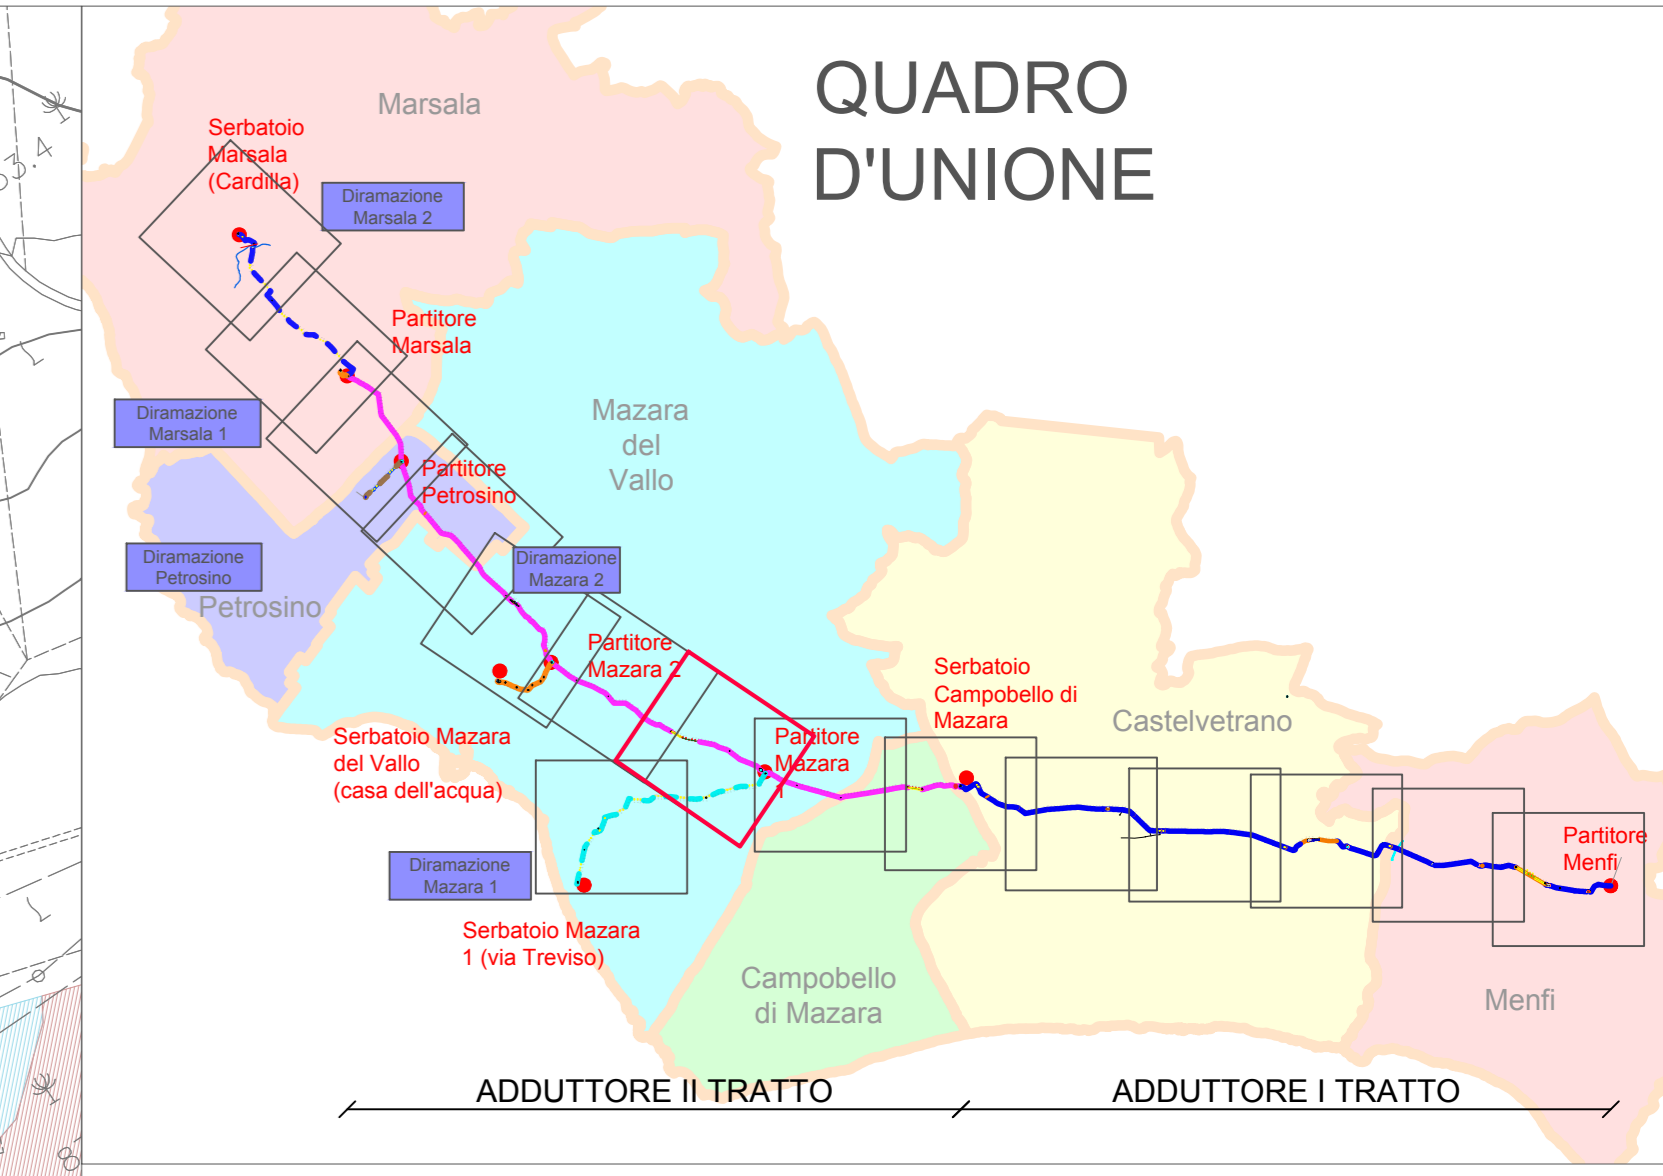 QUADRO
D'UNIONE
Marsala
Serbatoio
Marsala
(Cardilla)
Diramazione
Marsala 2
63.4
Partitore
Marsala
Diramazione
Marsala 1
Mazara
del
Vallo
Partitore
Petrosino
Diramazione
Petrosino
Diramazione
Mazara 2
Petrosino
Partitore
Mazara 2
Serbatoio
Campobello di
Mazara
Castelvetrano
Serbatoio Mazara
del Vallo
(casa dell'acqua)
Partitore
Mazara
1
Partitore
Menfi
Diramazione
Mazara 1
Serbatoio Mazara
1 (via Treviso)
Campobello
di Mazara
Menfi
ADDUTTORE II TRATTO
ADDUTTORE I TRATTO